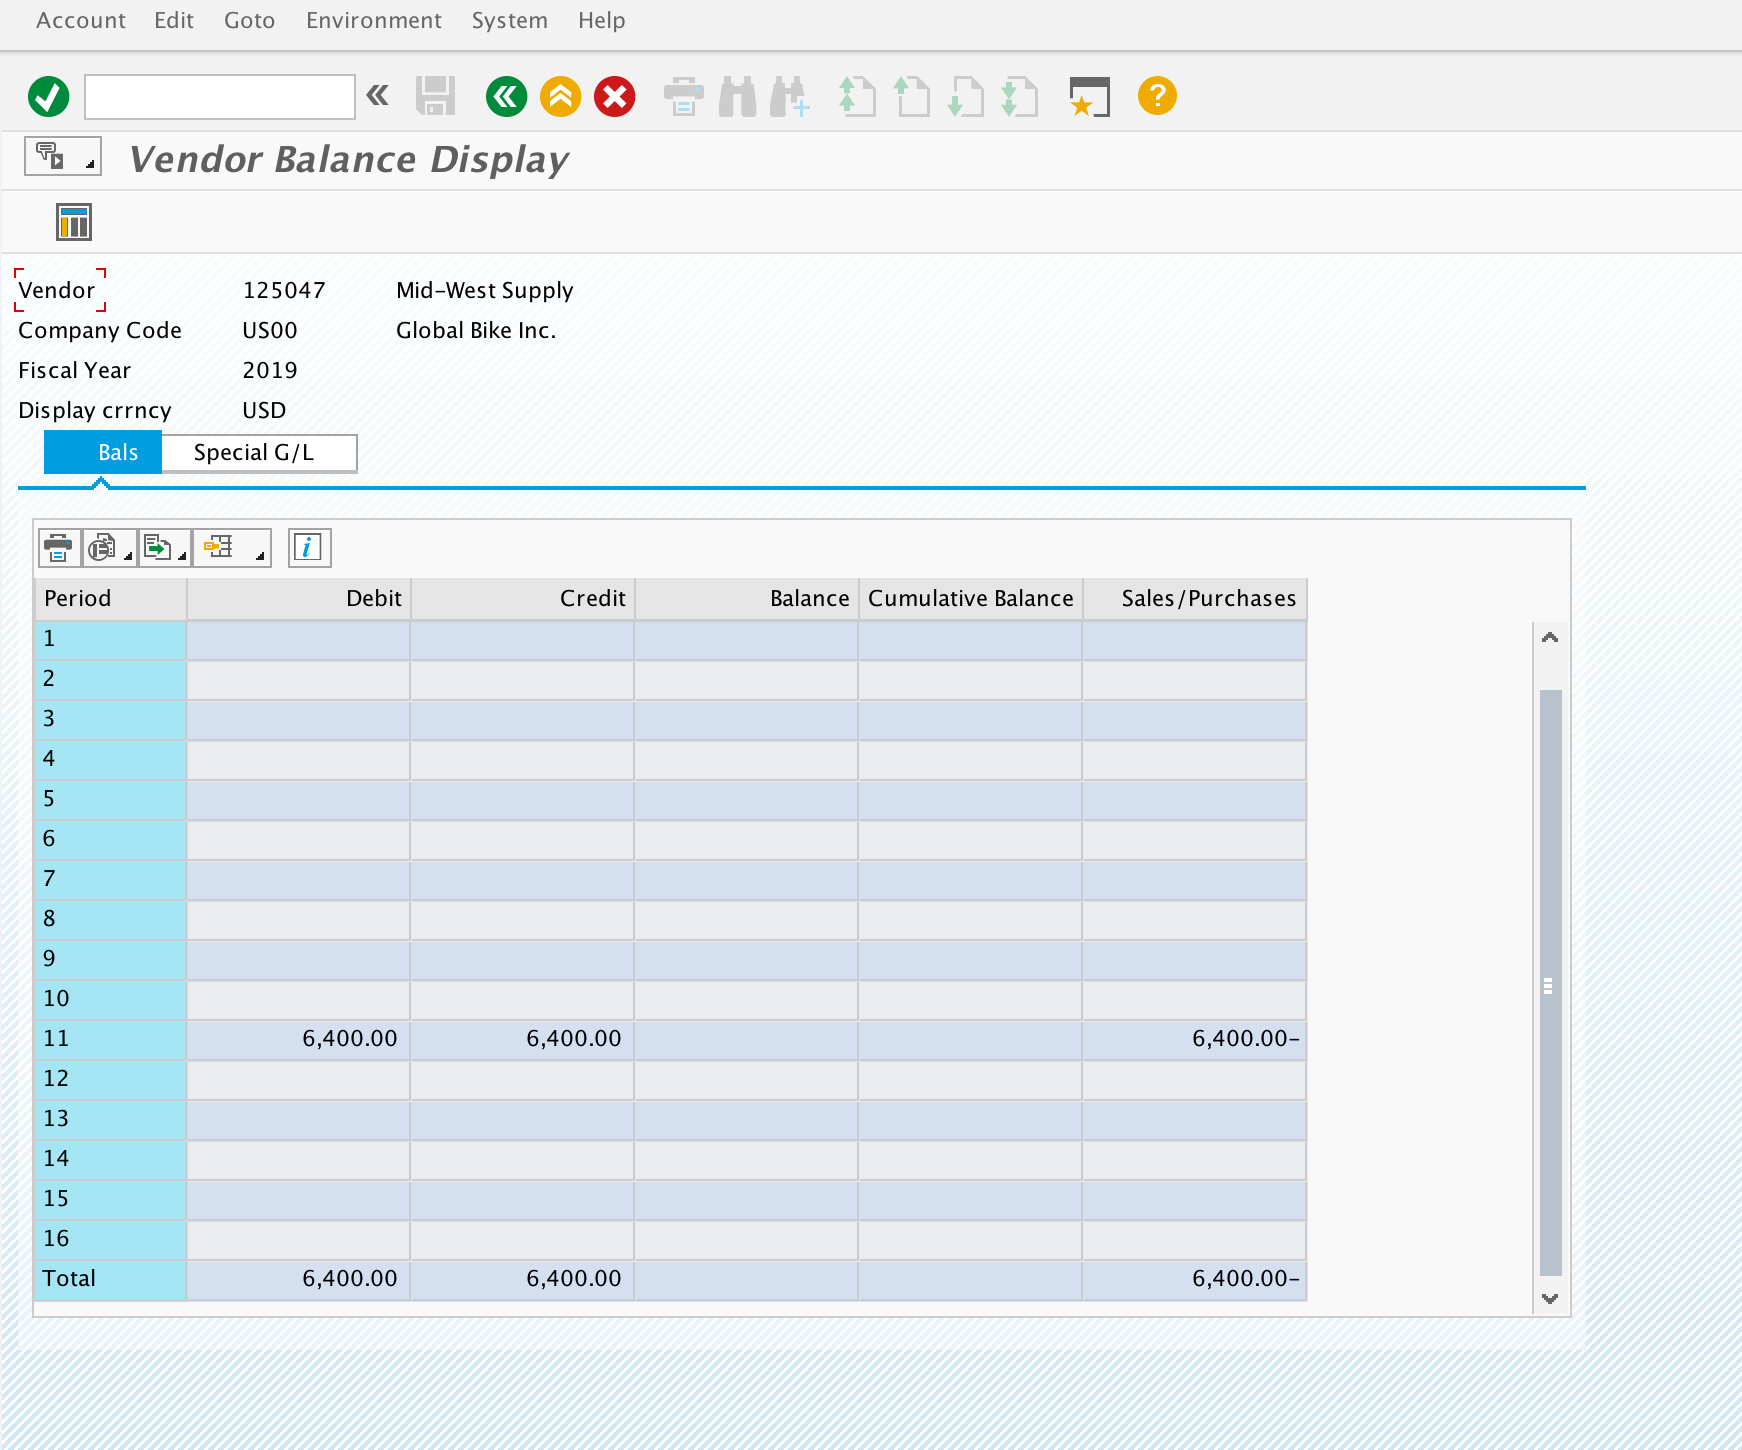 Account Edit Goto Environment System Help
Vendor Balance Display
Vendor 125047 Mid-West Supply
Company Code US00 Global Bike Inc.
Fiscal Year 2019
Display crrncy USD
Bals Special G/L
Period Debit Credit Balance Cumulative Balance Sales/Purchases
1
2
3
4
5
6
7
8
9
10
11 6,400.00 6,400.00 6,400.00-
12
13
14
15
16
Total 6,400.00 6,400.00 6,400.00-